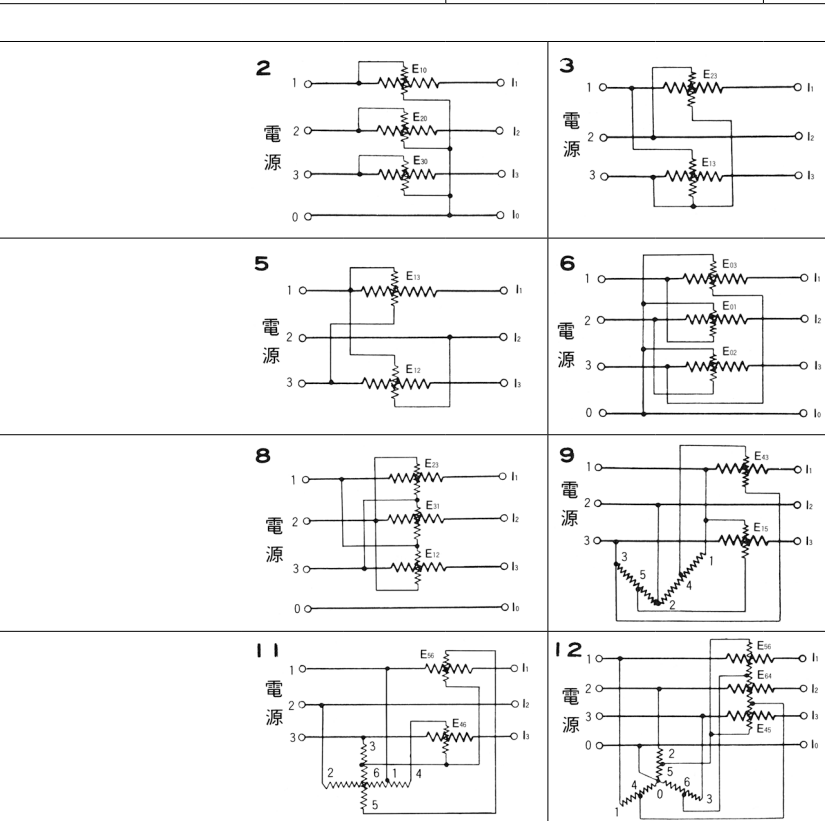 2
1 E10 I1
電
2 E20 I2
源
3 E30 I3
0 I0
3
1 E23 I1
電
2 I2
源
3 E13 I3
5
1 E13 I1
電
2 I2
源
3 E12 I3
6
1 E03 I1
電
2 E01 I2
源
3 E02 I3
0 I0
8
1 E23 I1
電
2 E31 I2
源
3 E12 I3
0 I0
9
1 E43 I1
電
2 I2
源
3 E15 I3
3 5 2 4 1
11
1 E56 I1
電
2 I2
源
3 E46 I3
3
2 6 1 4
5
12
1 E56 I1
電
2 E64 I2
源
3 E45 I3
0 I0
2
5
4 6
0
1 3